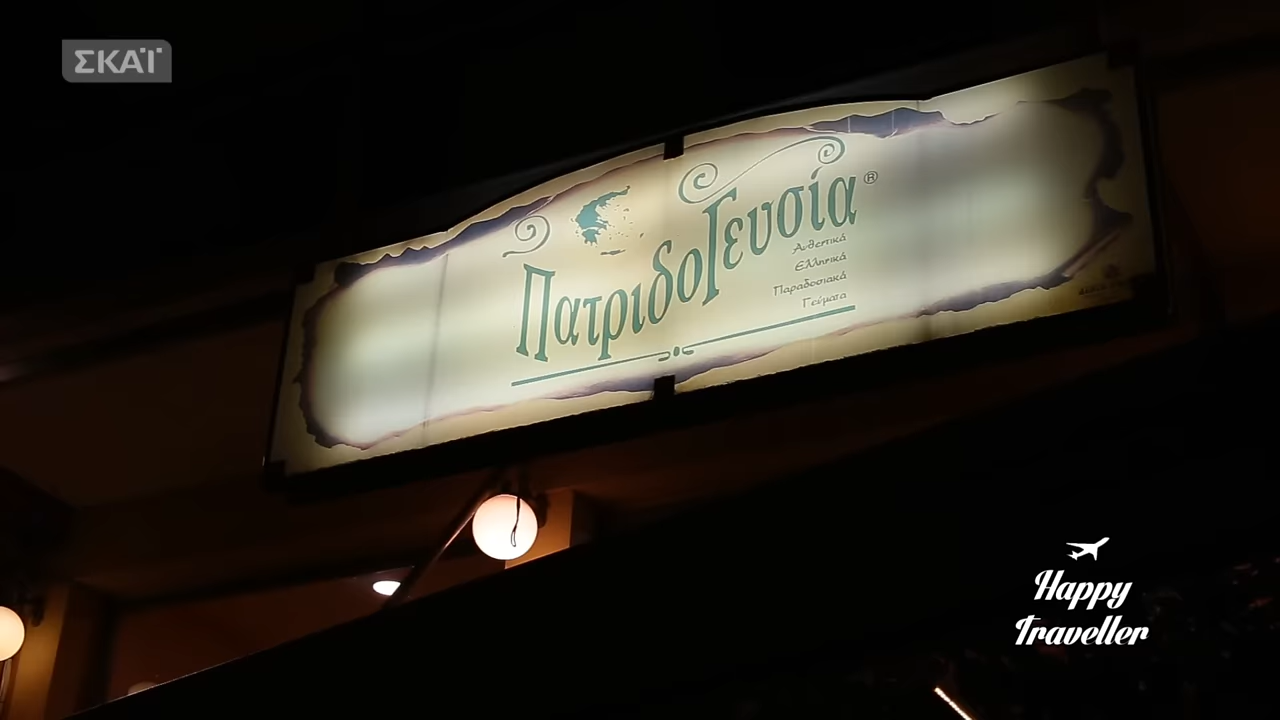 ΣΚΑΪ
ΠατριδοΓευσία®
Αυθεντικά
Ελληνικά
Παραδοσιακά
Γεύματα
Happy
Traveller